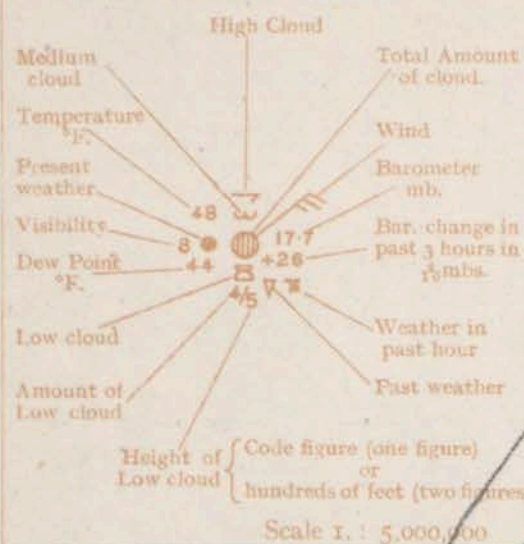 High Cloud
Medium
cloud
Total Amount
of cloud.
Temperature
°F.
Wind
Present
weather
Barometer
mb.
48
Visibility
8
17·7
Bar. change in
past 3 hours in
mbs.
Dew Point
°F.
44
+26
4/5
Low cloud
Weather in
past hour
Amount of
Low cloud
Past weather
Height of
Low cloud
Code figure (one figure)
or
hundreds of feet (two figures
Scale 1. : 5,000,000